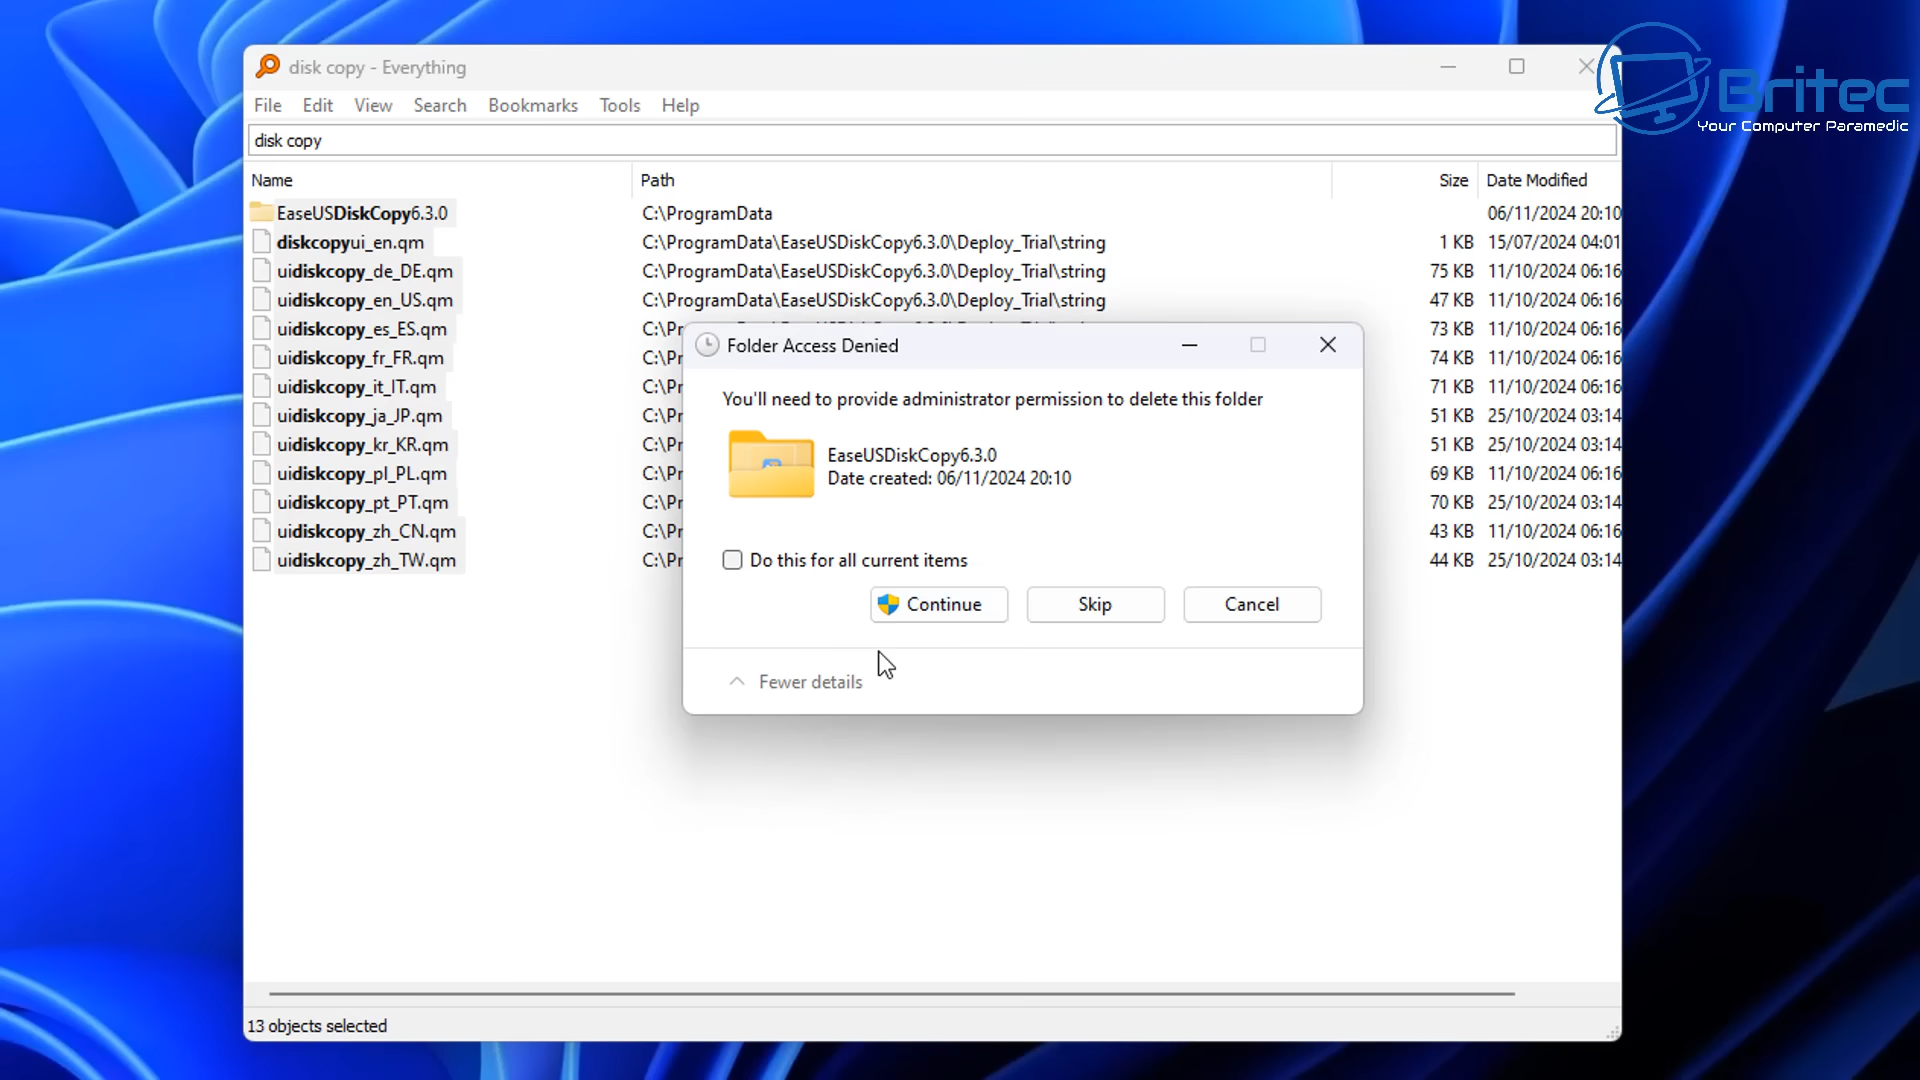 disk copy - Everything
Britec
Your Computer Paramedic
File Edit View Search Bookmarks Tools Help
disk copy
Name Path Size Date Modified
EaseUSDiskCopy6.3.0 C:\ProgramData 06/11/2024 20:10
diskcopyui_en.qm C:\ProgramData\EaseUSDiskCopy6.3.0\Deploy_Trial\string 1 KB 15/07/2024 04:01
uidiskcopy_de_DE.qm C:\ProgramData\EaseUSDiskCopy6.3.0\Deploy_Trial\string 75 KB 11/10/2024 06:16
uidiskcopy_en_US.qm C:\ProgramData\EaseUSDiskCopy6.3.0\Deploy_Trial\string 47 KB 11/10/2024 06:16
uidiskcopy_es_ES.qm C:\Pr 73 KB 11/10/2024 06:16
uidiskcopy_fr_FR.qm C:\Pr 74 KB 11/10/2024 06:16
uidiskcopy_it_IT.qm C:\Pr 71 KB 11/10/2024 06:16
uidiskcopy_ja_JP.qm C:\Pr 51 KB 25/10/2024 03:14
uidiskcopy_kr_KR.qm C:\Pr 51 KB 25/10/2024 03:14
uidiskcopy_pl_PL.qm C:\Pr 69 KB 11/10/2024 06:16
uidiskcopy_pt_PT.qm C:\Pr 70 KB 25/10/2024 03:14
uidiskcopy_zh_CN.qm C:\Pr 43 KB 11/10/2024 06:16
uidiskcopy_zh_TW.qm C:\Pr 44 KB 25/10/2024 03:14
Folder Access Denied
You'll need to provide administrator permission to delete this folder
EaseUSDiskCopy6.3.0
Date created: 06/11/2024 20:10
Do this for all current items
Continue Skip Cancel
Fewer details
13 objects selected